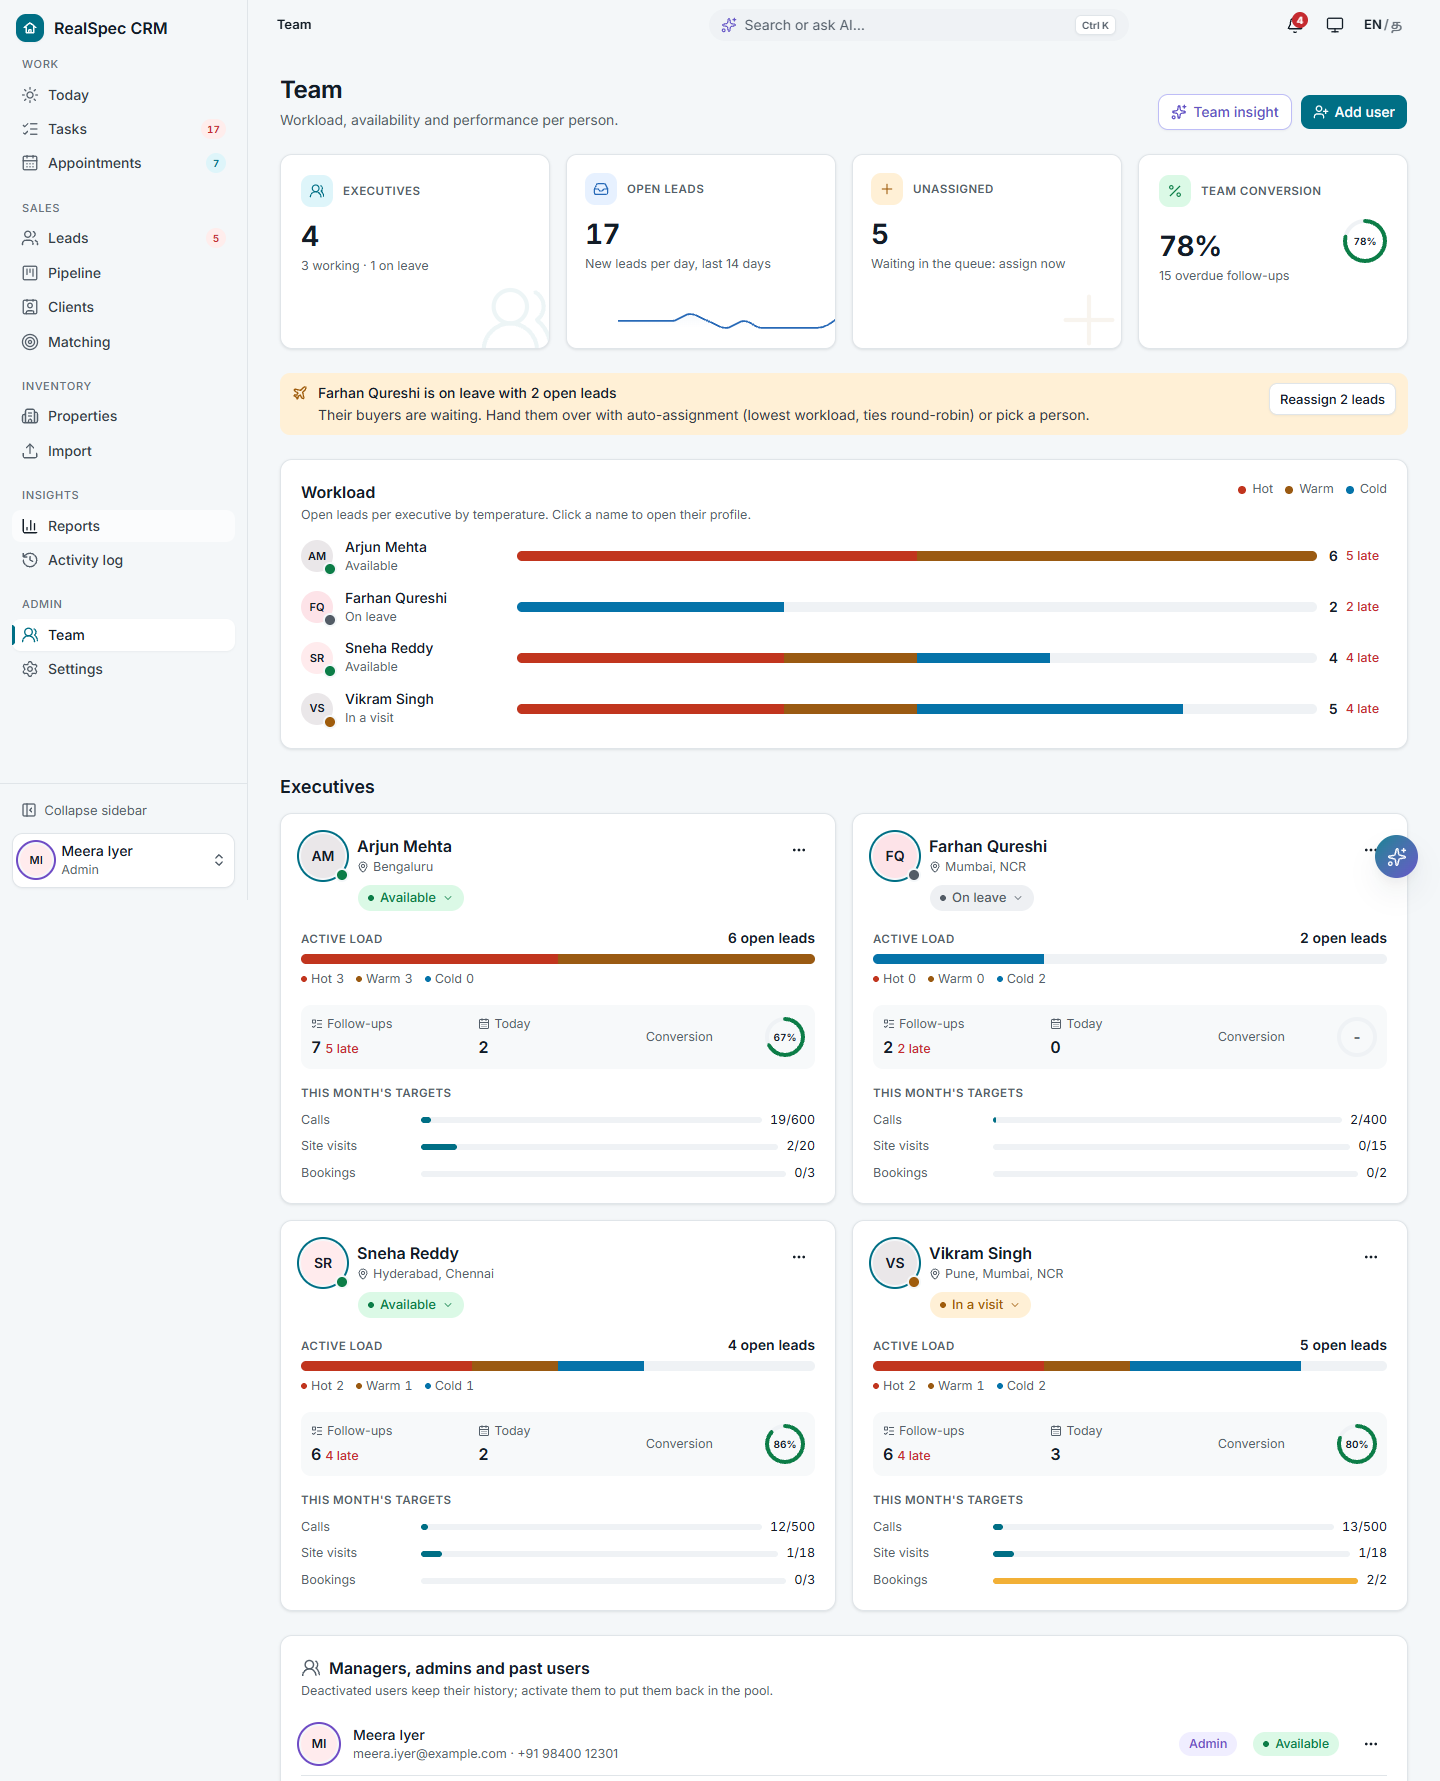 RealSpec CRM
WORK
Today
Tasks 17
Appointments 7
SALES
Leads 5
Pipeline
Clients
Matching
INVENTORY
Properties
Import
INSIGHTS
Reports
Activity log
ADMIN
Team
Settings
Collapse sidebar
MI Meera Iyer
Admin
Team
Search or ask AI... Ctrl K
4
EN / த
Team
Workload, availability and performance per person.
Team insight
Add user
EXECUTIVES
4
3 working · 1 on leave
OPEN LEADS
17
New leads per day, last 14 days
UNASSIGNED
5
Waiting in the queue: assign now
TEAM CONVERSION
78%
78%
15 overdue follow-ups
Farhan Qureshi is on leave with 2 open leads
Their buyers are waiting. Hand them over with auto-assignment (lowest workload, ties round-robin) or pick a person.
Reassign 2 leads
Workload
Hot Warm Cold
Open leads per executive by temperature. Click a name to open their profile.
AM Arjun Mehta
Available
6 5 late
FQ Farhan Qureshi
On leave
2 2 late
SR Sneha Reddy
Available
4 4 late
VS Vikram Singh
In a visit
5 4 late
Executives
AM Arjun Mehta
Bengaluru
Available
ACTIVE LOAD 6 open leads
Hot 3 Warm 3 Cold 0
Follow-ups
7 5 late
Today
2
Conversion 67%
THIS MONTH'S TARGETS
Calls 19/600
Site visits 2/20
Bookings 0/3
FQ Farhan Qureshi
Mumbai, NCR
On leave
ACTIVE LOAD 2 open leads
Hot 0 Warm 0 Cold 2
Follow-ups
2 2 late
Today
0
Conversion -
THIS MONTH'S TARGETS
Calls 2/400
Site visits 0/15
Bookings 0/2
SR Sneha Reddy
Hyderabad, Chennai
Available
ACTIVE LOAD 4 open leads
Hot 2 Warm 1 Cold 1
Follow-ups
6 4 late
Today
2
Conversion 86%
THIS MONTH'S TARGETS
Calls 12/500
Site visits 1/18
Bookings 0/3
VS Vikram Singh
Pune, Mumbai, NCR
In a visit
ACTIVE LOAD 5 open leads
Hot 2 Warm 1 Cold 2
Follow-ups
6 4 late
Today
3
Conversion 80%
THIS MONTH'S TARGETS
Calls 13/500
Site visits 1/18
Bookings 2/2
Managers, admins and past users
Deactivated users keep their history; activate them to put them back in the pool.
MI Meera Iyer
meera.iyer@example.com · +91 98400 12301
Admin
Available